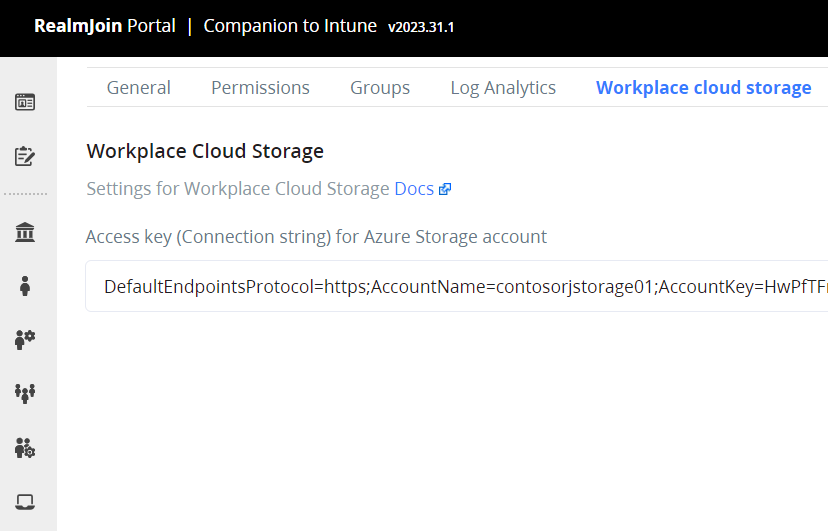 RealmJoin Portal | Companion to Intune v2023.31.1
General Permissions Groups Log Analytics Workplace cloud storage
Workplace Cloud Storage
Settings for Workplace Cloud Storage Docs
Access key (Connection string) for Azure Storage account
DefaultEndpointsProtocol=https;AccountName=contosorjstorage01;AccountKey=HwPfTF